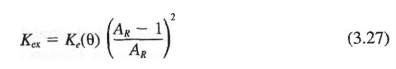 K_ex = K_e(θ) ((A_R − 1) / A_R)^2 (3.27)